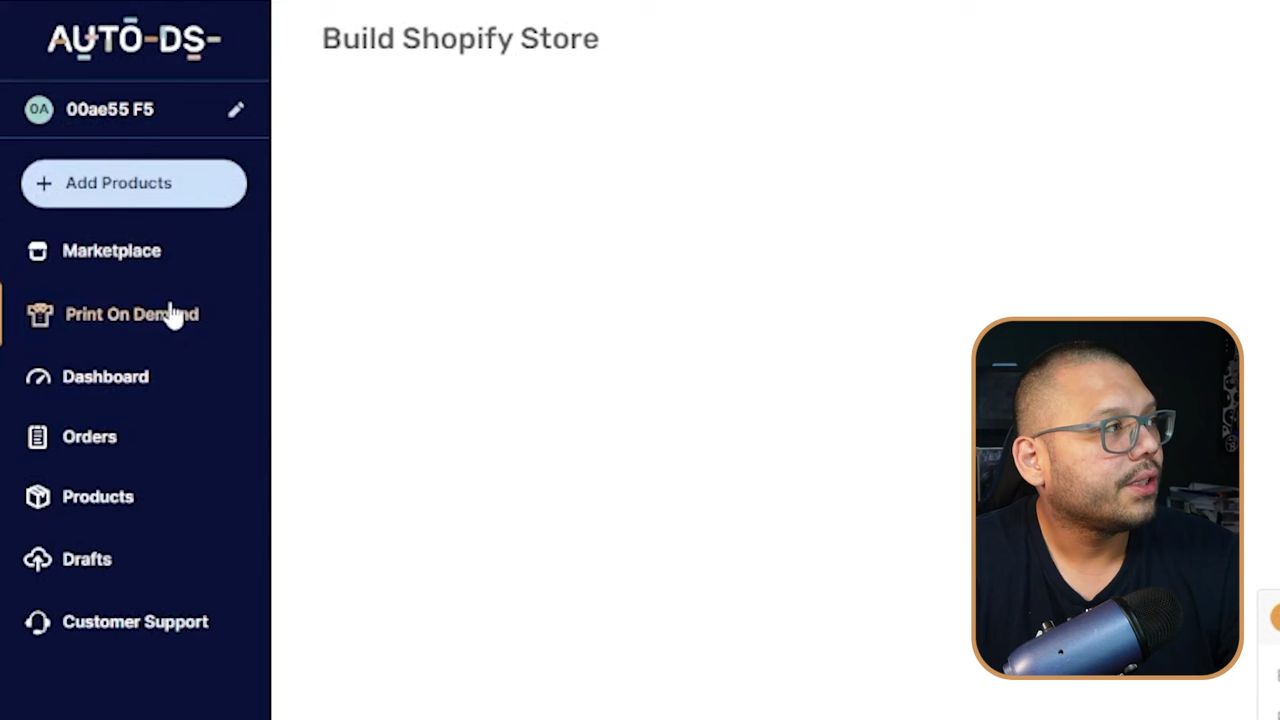 AUTO-DS-
Build Shopify Store
OA
00ae55 F5
+ Add Products
Marketplace
Print On Demand
Dashboard
Orders
Products
Drafts
Customer Support